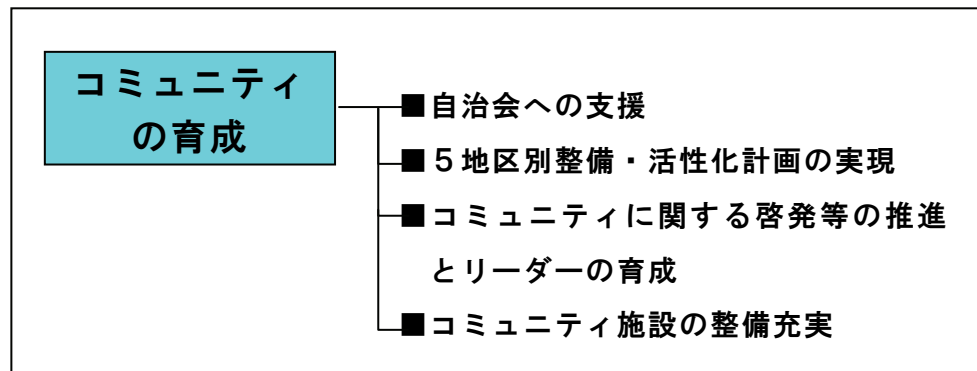 コミュニティ
の育成
■自治会への支援
■５地区別整備・活性化計画の実現
■コミュニティに関する啓発等の推進
とリーダーの育成
■コミュニティ施設の整備充実